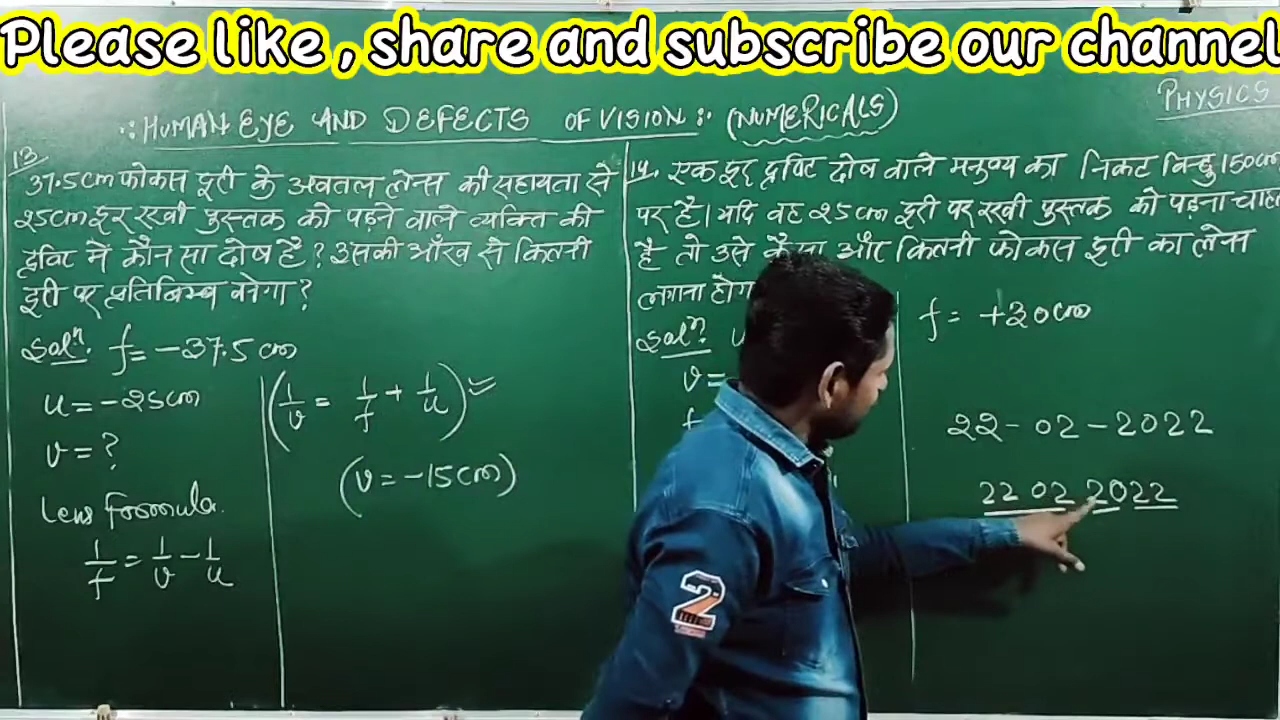 Please like , share and subscribe our channel
PHYSICS
∴ HUMAN EYE AND DEFECTS OF VISION :- (NUMERICALS)
13
37.5cm फोकस दूरी के अवतल लेन्स की सहायता से
25cm दूर रखी पुस्तक को पढ़ने वाले व्यक्ति की
दृष्टि में कौन सा दोष है ? उसकी आँख से कितनी
दूरी पर प्रतिबिम्ब बनेगा ?
Solⁿ. f = -37.5 cm
u = -25cm
v = ?
Lens formula.
1/f = 1/v - 1/u
(1/v = 1/f + 1/u)
(v = -15cm)
14. एक दूर दृष्टि दोष वाले मनुष्य का निकट बिन्दु 150cm
पर है। यदि वह 25cm दूरी पर रखी पुस्तक को पढ़ना
है तो उसे कैसा और कितनी फोकस दूरी का लेन्स
लगाना
Solⁿ. u
v =
f
f = +30cm
22 - 02 - 2022
22 02 2022
2